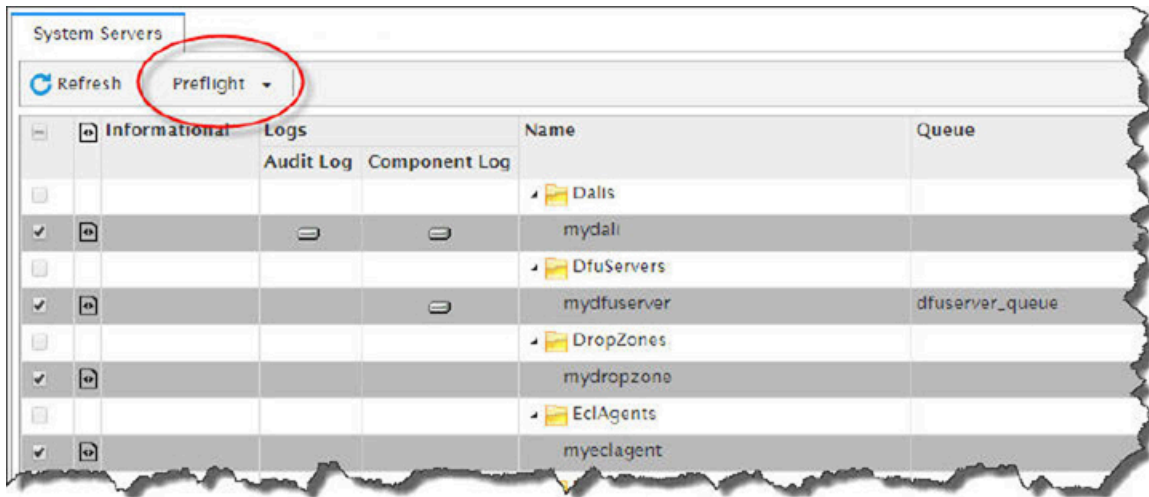 System Servers
Refresh Preflight
Informational Logs Name Queue
Audit Log Component Log
Dalis
mydali
DfuServers
mydfuserver dfuserver_queue
DropZones
mydropzone
EclAgents
myeclagent